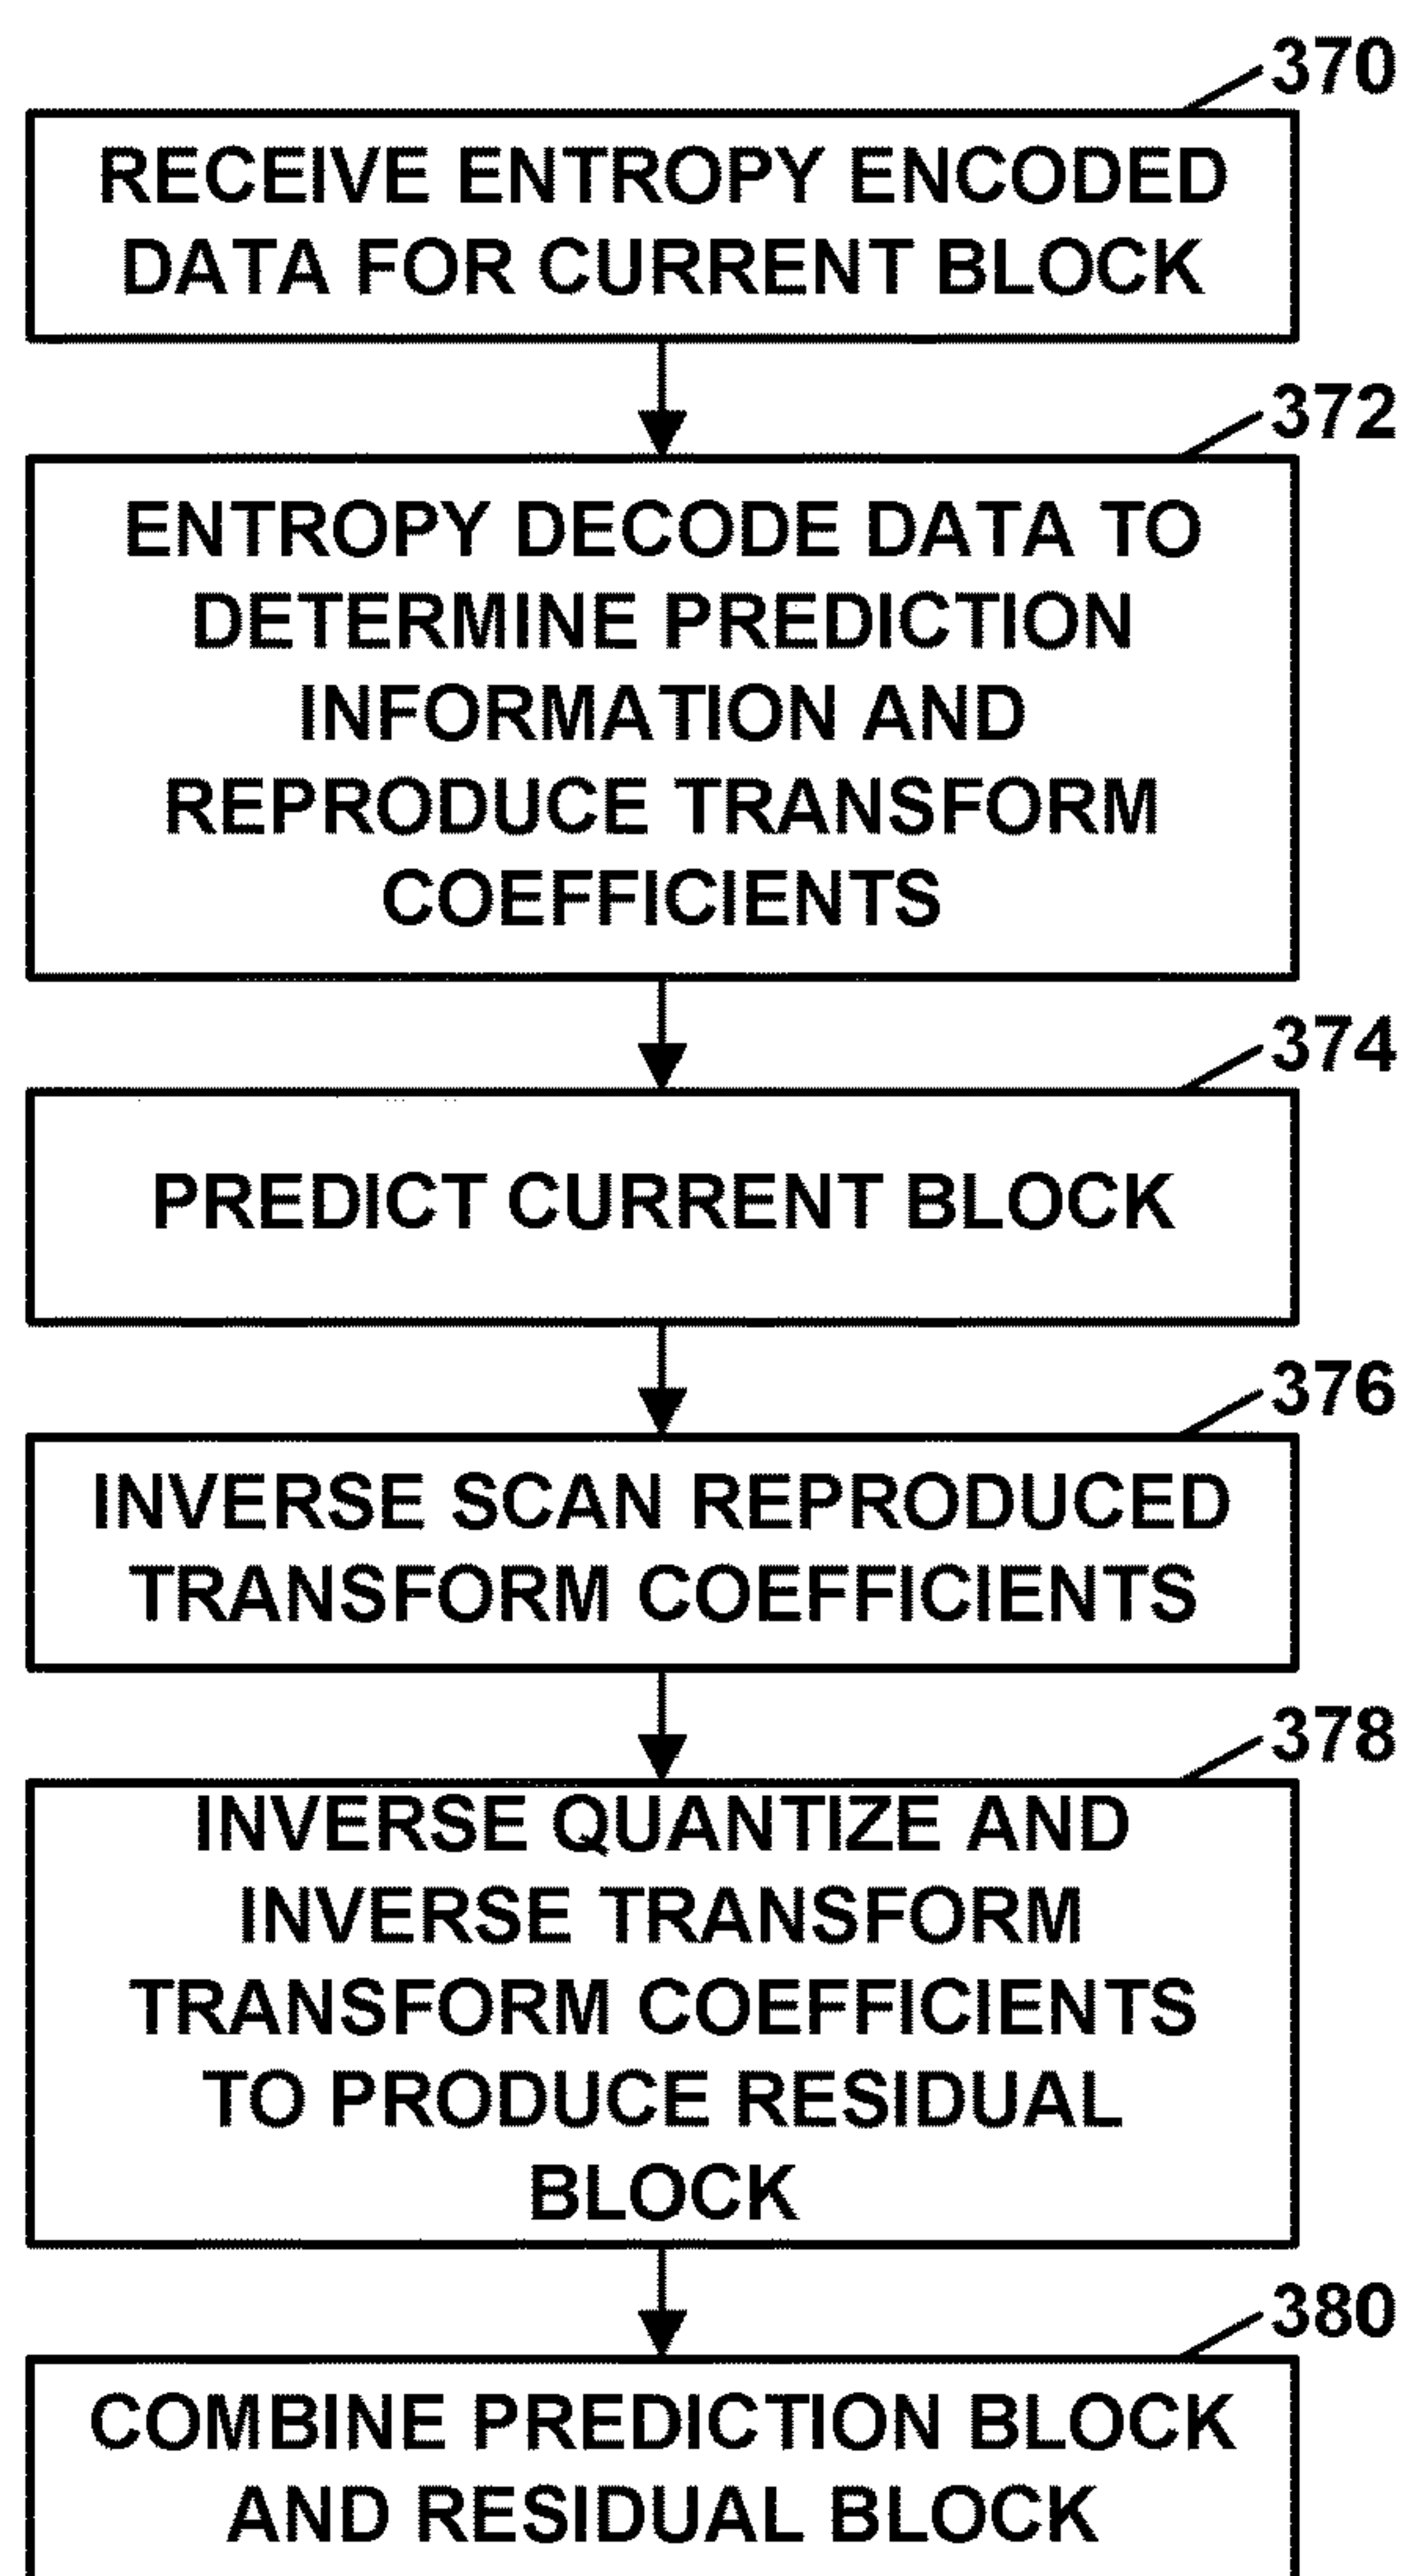 370
RECEIVE ENTROPY ENCODED
DATA FOR CURRENT BLOCK
372
ENTROPY DECODE DATA TO
DETERMINE PREDICTION
INFORMATION AND
REPRODUCE TRANSFORM
COEFFICIENTS
374
PREDICT CURRENT BLOCK
376
INVERSE SCAN REPRODUCED
TRANSFORM COEFFICIENTS
378
INVERSE QUANTIZE AND
INVERSE TRANSFORM
TRANSFORM COEFFICIENTS
TO PRODUCE RESIDUAL
BLOCK
380
COMBINE PREDICTION BLOCK
AND RESIDUAL BLOCK